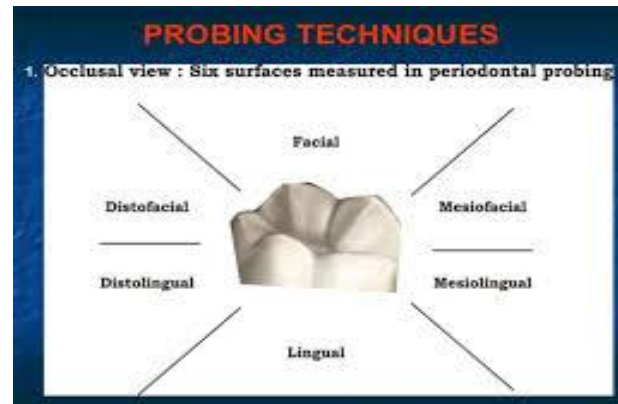 PROBING TECHNIQUES
1. Occlusal view : Six surfaces measured in periodontal probing
Facial
Distofacial
Mesiofacial
Distolingual
Mesiolingual
Lingual